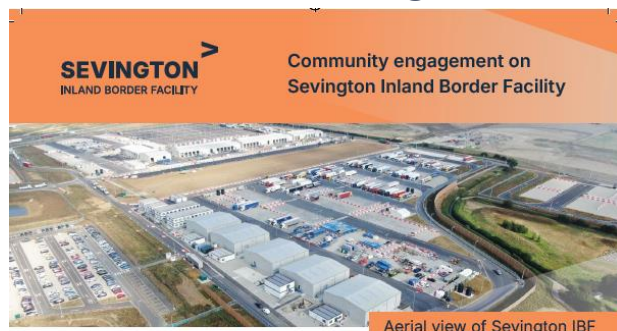 SEVINGTON
INLAND BORDER FACILITY
Community engagement on
Sevington Inland Border Facility
Aerial view of Sevington IBF